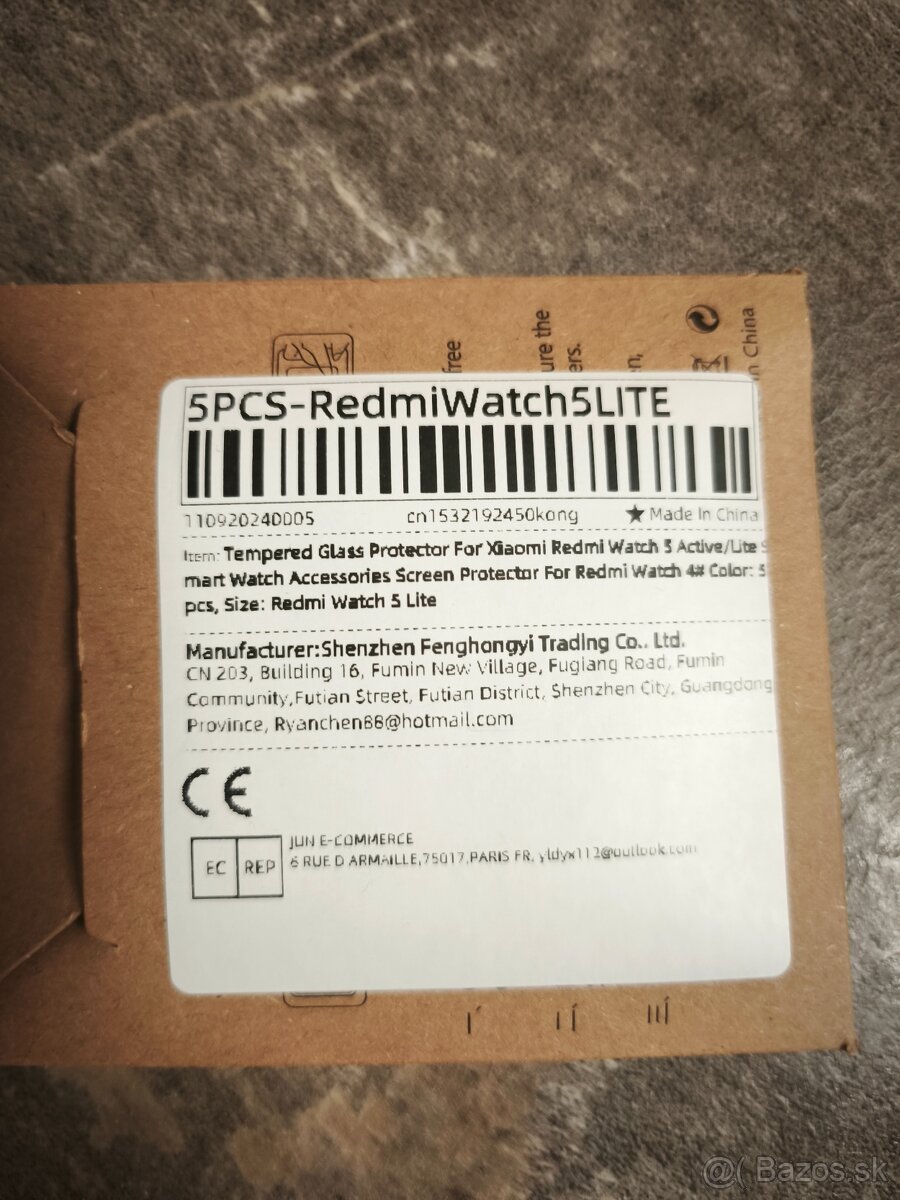 free
ure the
ers.
n,
n China
5PCS-RedmiWatch5LITE
110920240005
cn1532192450kong
★ Made In China
Item: Tempered Glass Protector For Xiaomi Redmi Watch 5 Active/Lite S
mart Watch Accessories Screen Protector For Redmi Watch 4# Color: 5
pcs, Size: Redmi Watch 5 Lite
Manufacturer:Shenzhen Fenghongyi Trading Co., Ltd.
CN 203, Building 16, Fumin New Village, Fugiang Road, Fumin
Community,Futian Street, Futian District, Shenzhen City, Guangdong
Province, Ryanchen88@hotmail.com
CE
EC REP
JUN E-COMMERCE
6 RUE D ARMAILLE,75017,PARIS FR, yldyx112@outlook.com
@( Bazos.sk